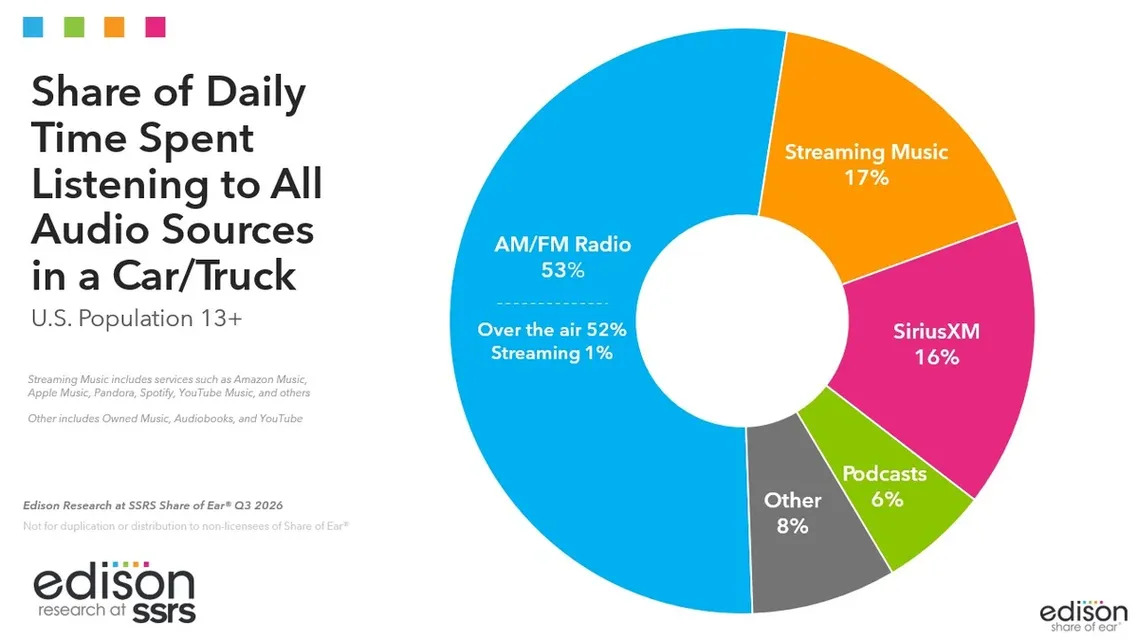 Share of Daily
Time Spent
Listening to All
Audio Sources
in a Car/Truck
U.S. Population 13+
Streaming Music includes services such as Amazon Music,
Apple Music, Pandora, Spotify, YouTube Music, and others
Other includes Owned Music, Audiobooks, and YouTube
Edison Research at SSRS Share of Ear® Q3 2026
Not for duplication or distribution to non-licensees of Share of Ear®
edison
research at ssrs
AM/FM Radio
53%
Over the air 52%
Streaming 1%
Streaming Music
17%
SiriusXM
16%
Podcasts
6%
Other
8%
edison
share of ear®